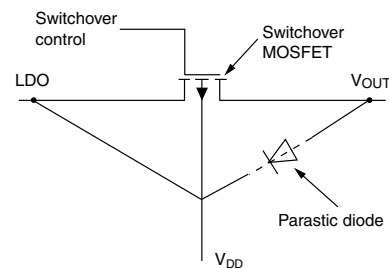 Switchover
control
Switchover
MOSFET
LDO
VOUT
Parastic diode
VDD